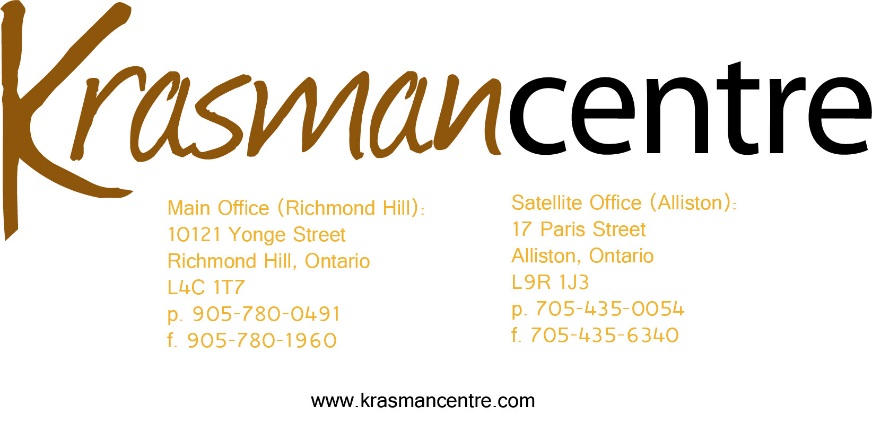 Krasmancentre
Main Office (Richmond Hill):
10121 Yonge Street
Richmond Hill, Ontario
L4C 1T7
p. 905-780-0491
f. 905-780-1960
Satellite Office (Alliston):
17 Paris Street
Alliston, Ontario
L9R 1J3
p. 705-435-0054
f. 705-435-6340
www.krasmancentre.com